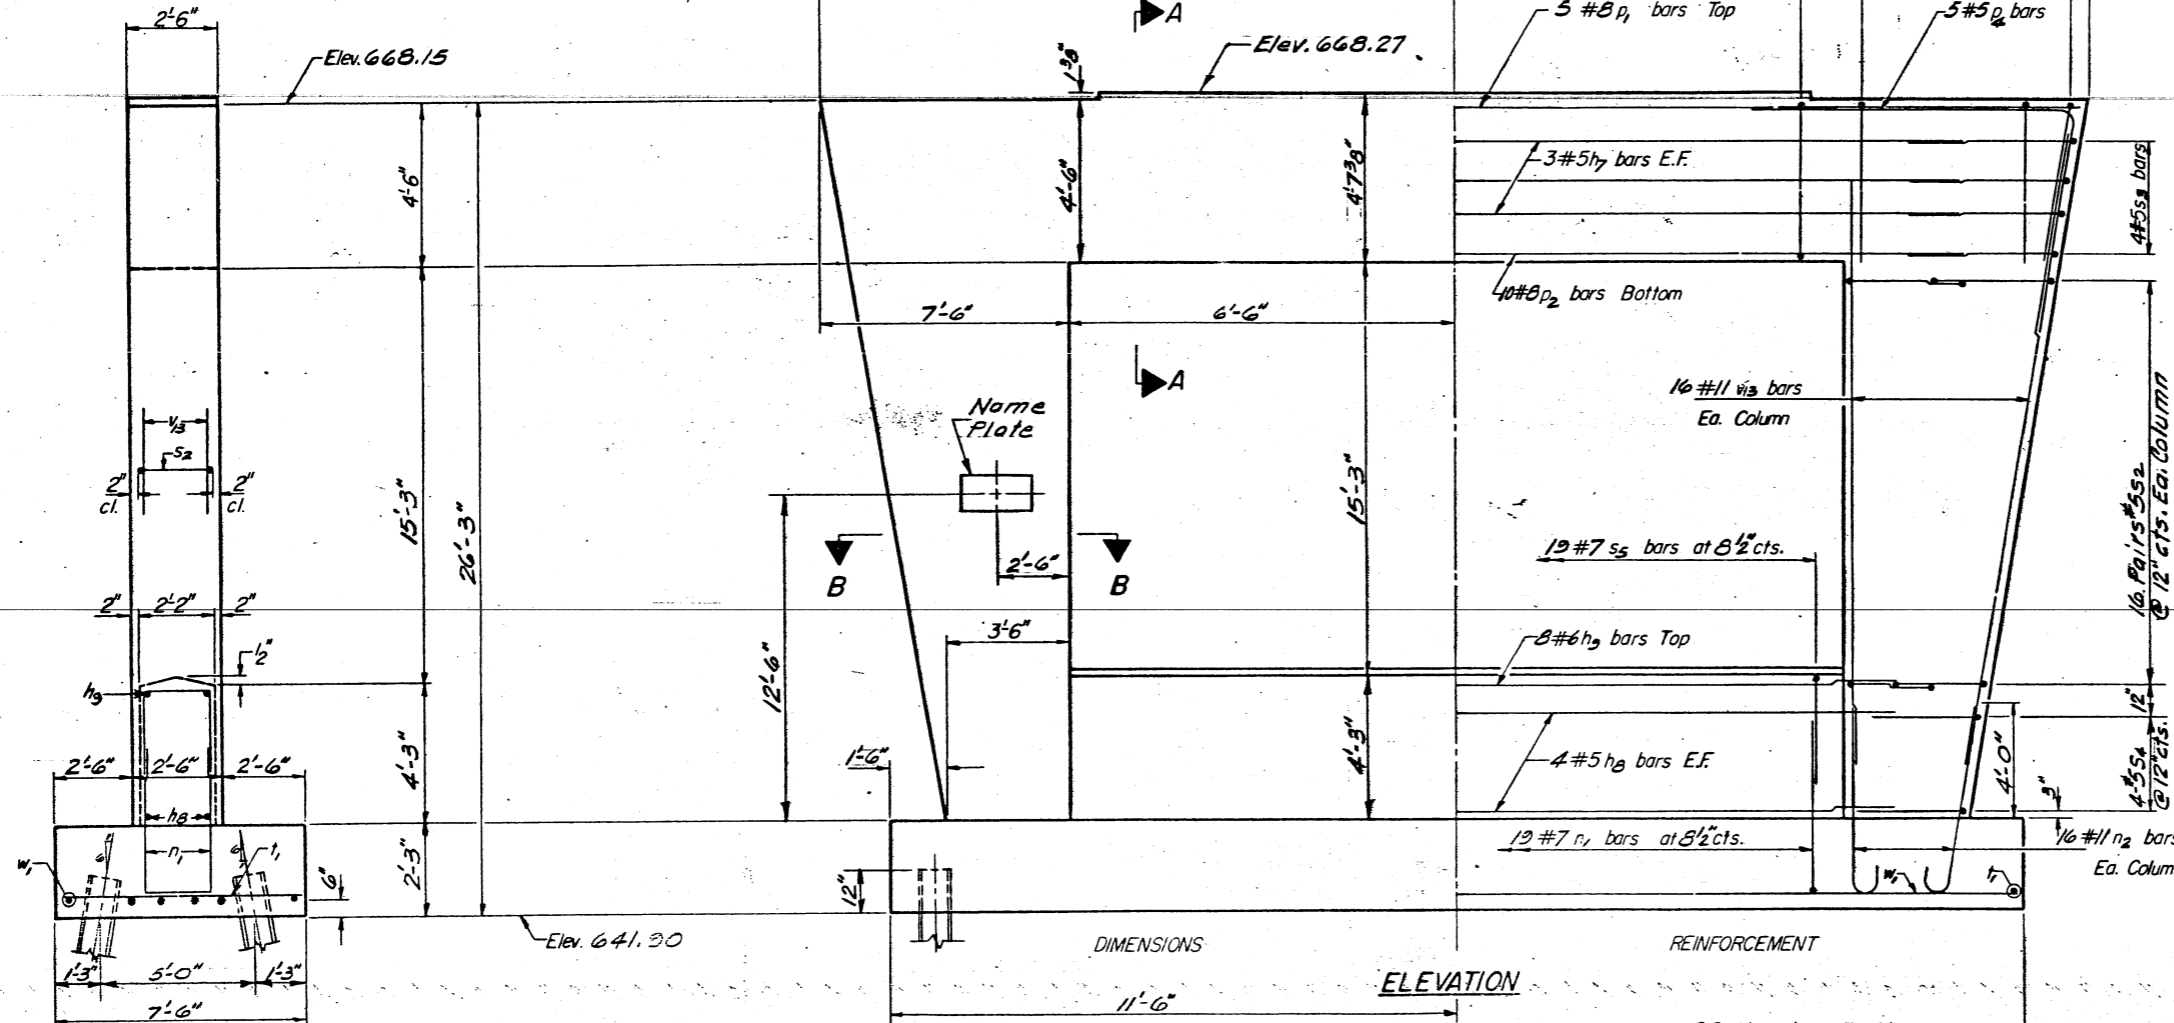 2'-6"
A
5 #8 p1 bars Top
5 #5 p4 bars
Elev. 668.15
Elev. 668.27
1 3/8"
4'-6"
4'-6"
4'-7 3/8"
3 #5 h7 bars E.F.
4 #5 s3 bars
10 #8 p2 bars Bottom
7'-6"
6'-6"
A
Name
Plate
16 #11 v13 bars
Ea. Column
v13
s2
2"
cl.
2"
cl.
15'-3"
26'-3"
15'-3"
16 Pairs #5 s2
@ 12" cts. Ea. Column
B
B
2'-6"
19 #7 s5 bars at 8 1/2" cts.
2"
2'-2"
2"
3'-6"
8 #6 h9 bars Top
1/2"
h9
12'-6"
12"
4'-3"
4'-3"
4'-0"
4-#5 s4
@ 12" cts.
2'-6"
2'-6"
2'-6"
1'-6"
4 #5 h8 bars E.F.
3"
h8
n1
t1
w1
6
6
6"
2'-3"
12"
19 #7 n1 bars at 8 1/2" cts.
w1
t1
16 #11 n2 bars
Ea. Colum
Elev. 641.90
DIMENSIONS
REINFORCEMENT
1'-3"
5'-0"
1'-3"
ELEVATION
7'-6"
11'-6"